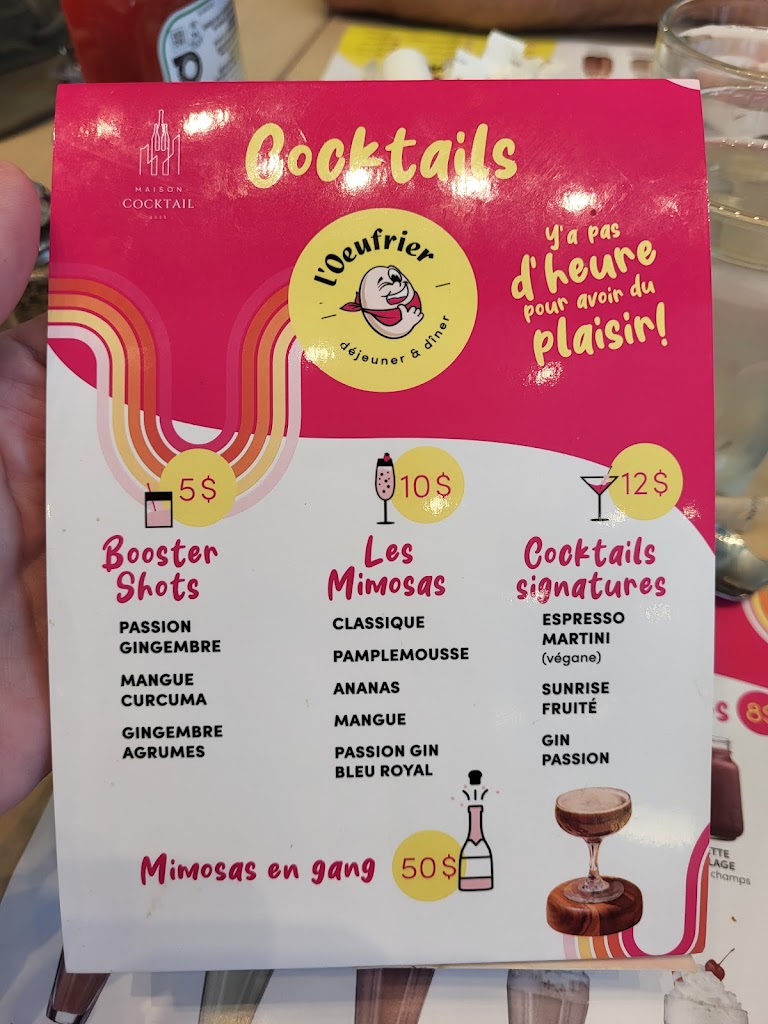 MAISON
COCKTAIL
Cocktails
l'Oeufrier
déjeuner & dîner
Y'a pas
d'heure
pour avoir du
plaisir!
5$
Booster
Shots
PASSION
GINGEMBRE
MANGUE
CURCUMA
GINGEMBRE
AGRUMES
10$
Les
Mimosas
CLASSIQUE
PAMPLEMOUSSE
ANANAS
MANGUE
PASSION GIN
BLEU ROYAL
12$
Cocktails
signatures
ESPRESSO
MARTINI
(végane)
SUNRISE
FRUITÉ
GIN
PASSION
Mimosas en gang 50$
8$
champs